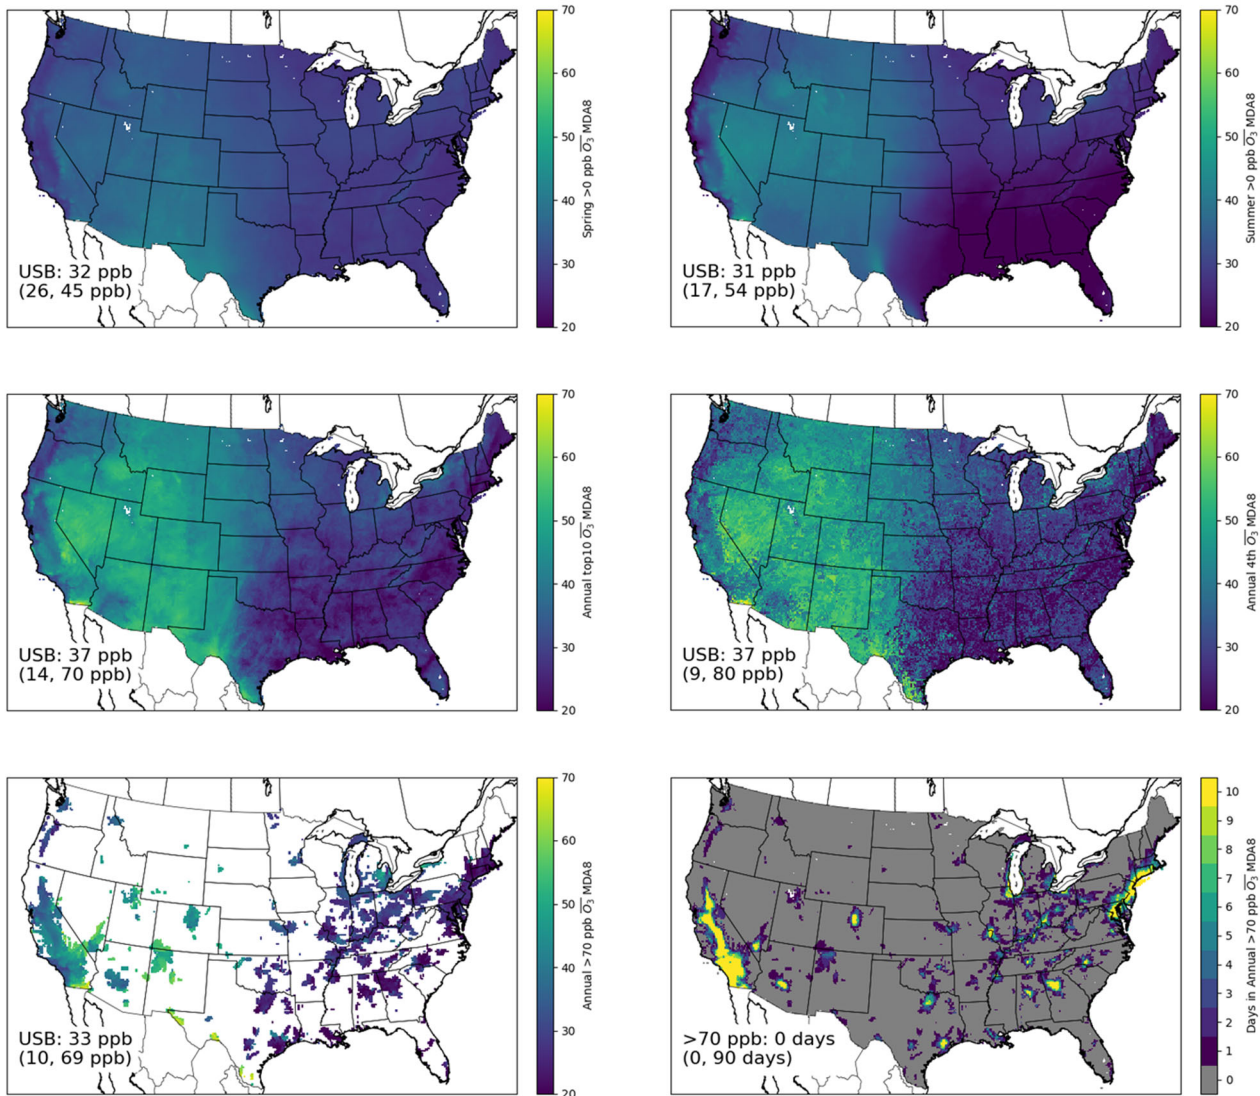 70
60
50
40
30
20
Spring >0 ppb O̅₃ MDA8
USB: 32 ppb
(26, 45 ppb)
70
60
50
40
30
20
Summer >0 ppb O̅₃ MDA8
USB: 31 ppb
(17, 54 ppb)
70
60
50
40
30
20
Annual top10 O̅₃ MDA8
USB: 37 ppb
(14, 70 ppb)
70
60
50
40
30
20
Annual 4th O̅₃ MDA8
USB: 37 ppb
(9, 80 ppb)
70
60
50
40
30
20
Annual >70 ppb O̅₃ MDA8
USB: 33 ppb
(10, 69 ppb)
10
9
8
7
6
5
4
3
2
1
0
Days in Annual >70 ppb O̅₃ MDA8
>70 ppb: 0 days
(0, 90 days)